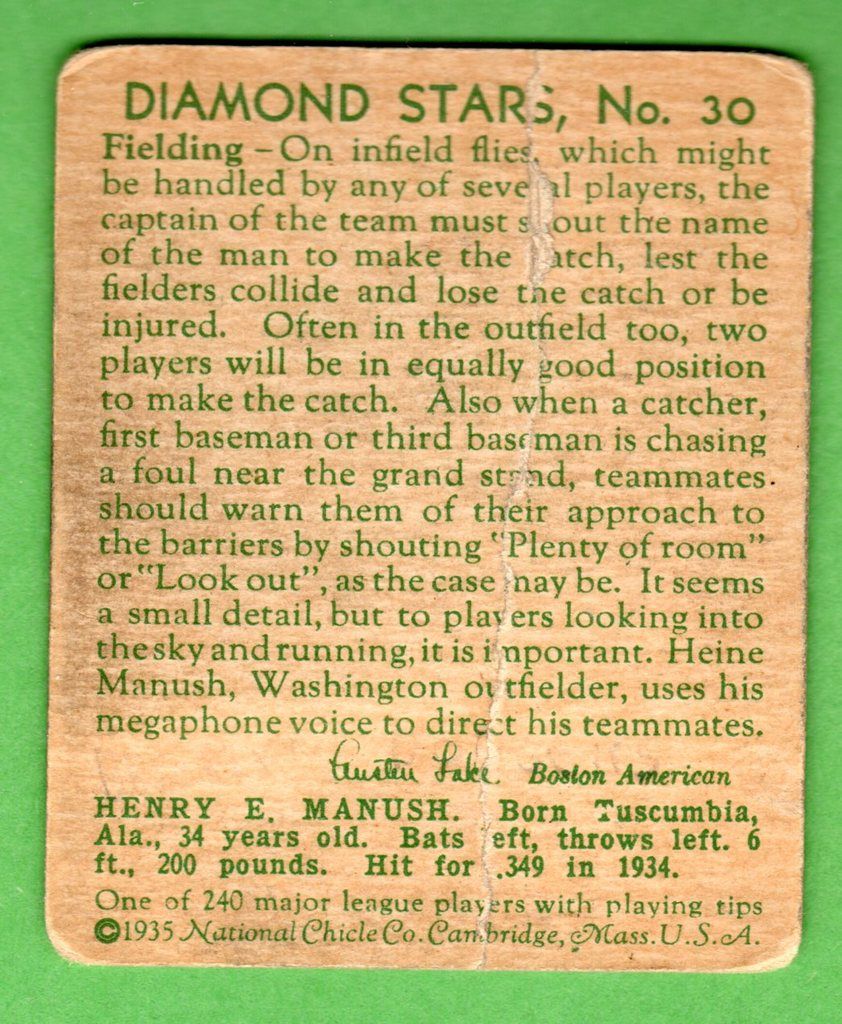 DIAMOND STARS, No. 30
Fielding – On infield flies, which might
be handled by any of several players, the
captain of the team must shout the name
of the man to make the catch, lest the
fielders collide and lose the catch or be
injured. Often in the outfield too, two
players will be in equally good position
to make the catch. Also when a catcher,
first baseman or third baseman is chasing
a foul near the grand stand, teammates
should warn them of their approach to
the barriers by shouting "Plenty of room"
or "Look out", as the case may be. It seems
a small detail, but to players looking into
the sky and running, it is important. Heine
Manush, Washington outfielder, uses his
megaphone voice to direct his teammates.
Austen Lake Boston American
HENRY E. MANUSH. Born Tuscumbia,
Ala., 34 years old. Bats left, throws left. 6
ft., 200 pounds. Hit for .349 in 1934.
One of 240 major league players with playing tips
©1935 National Chicle Co. Cambridge, Mass. U.S.A.